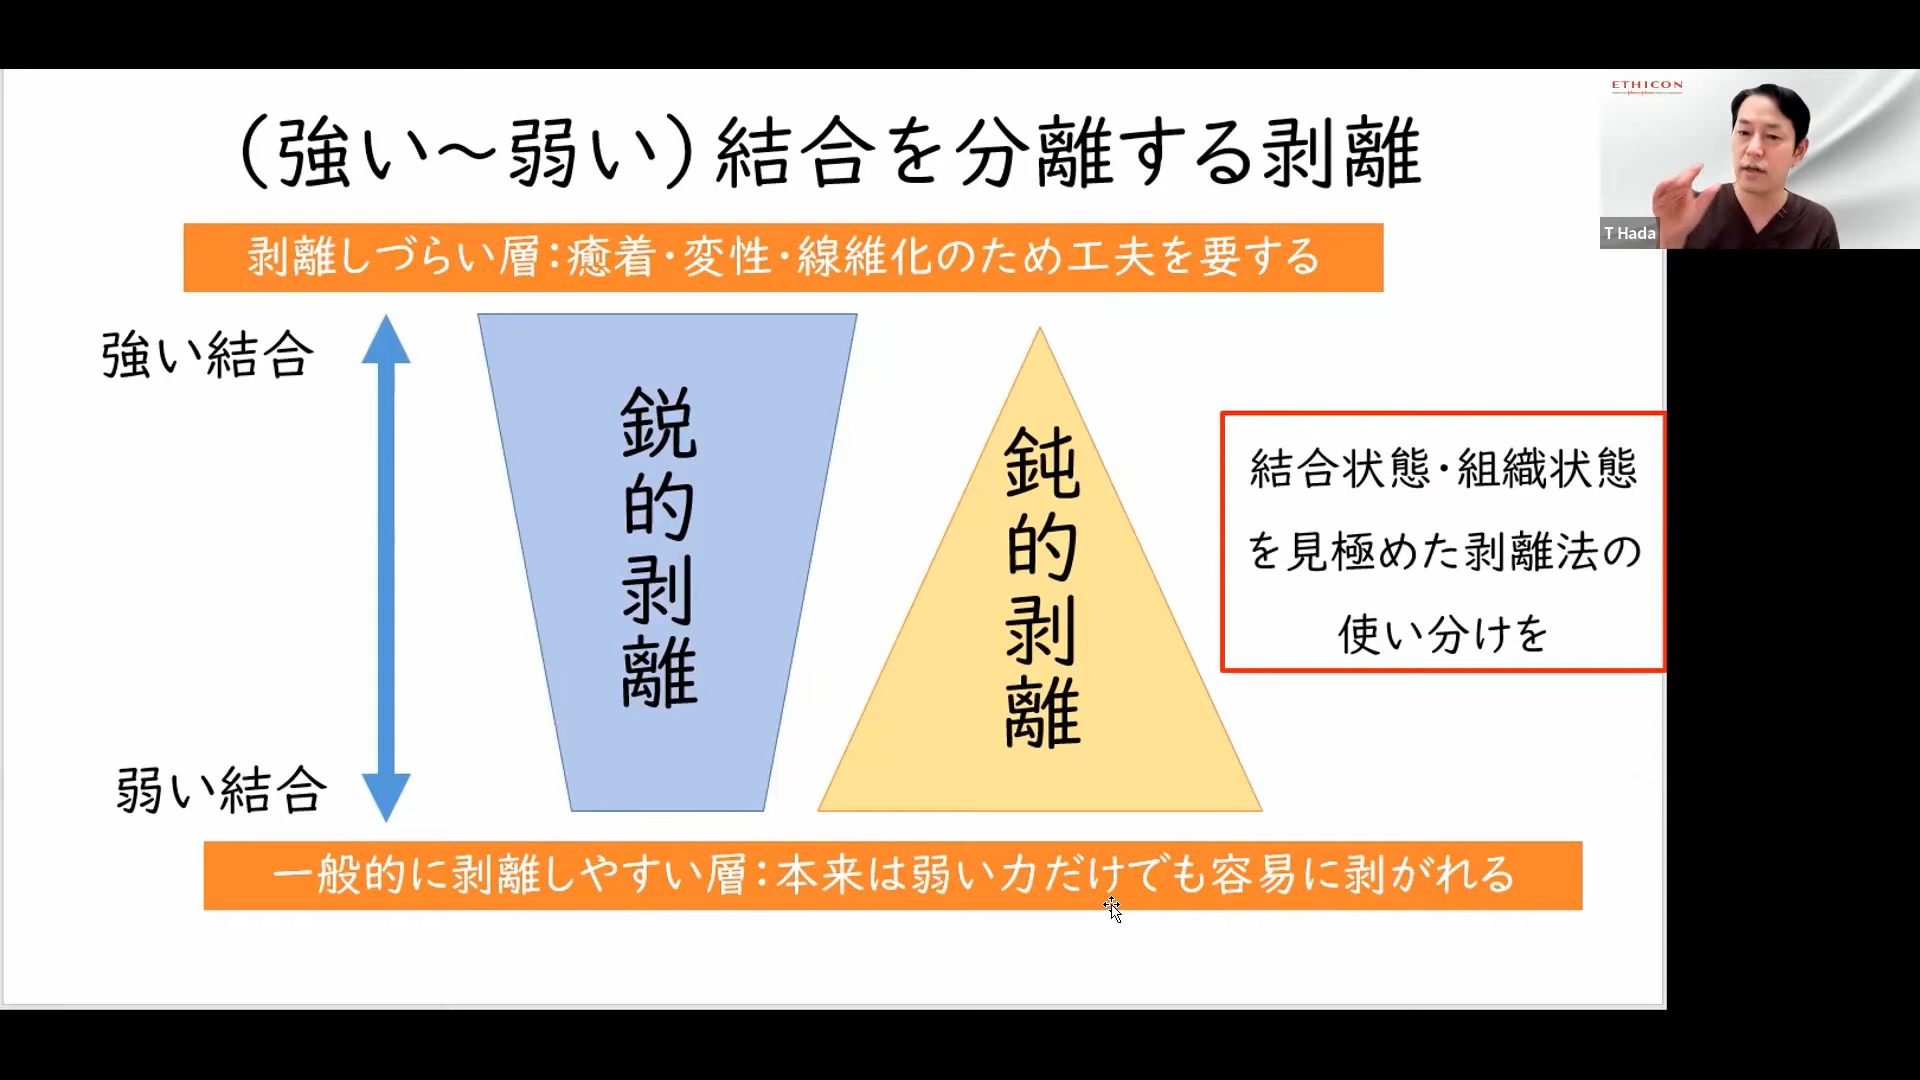 (強い～弱い)結合を分離する剥離
ETHICON
T Hada
剥離しづらい層：癒着・変性・線維化のため工夫を要する
強い結合
鋭的剥離
鈍的剥離
結合状態・組織状態
を見極めた剥離法の
使い分けを
弱い結合
一般的に剥離しやすい層：本来は弱い力だけでも容易に剥がれる